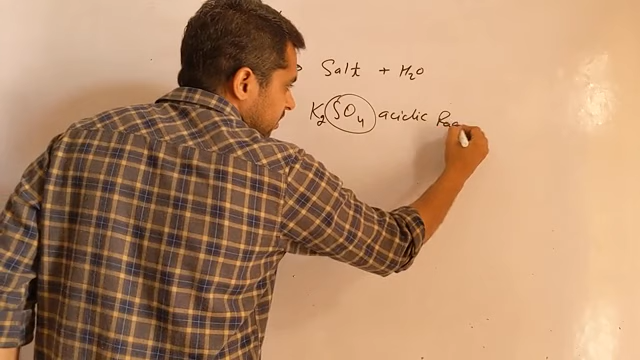 Salt + H₂O
K₂SO₄ acidic